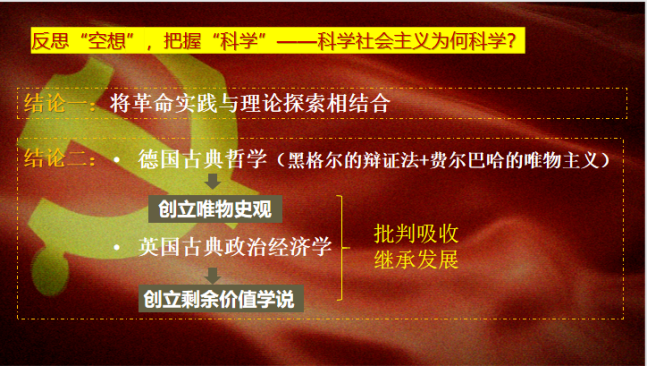 反思“空想”，把握“科学”——科学社会主义为何科学？
结论一：将革命实践与理论探索相结合
结论二：• 德国古典哲学（黑格尔的辩证法+费尔巴哈的唯物主义）
创立唯物史观
• 英国古典政治经济学
创立剩余价值学说
批判吸收
继承发展